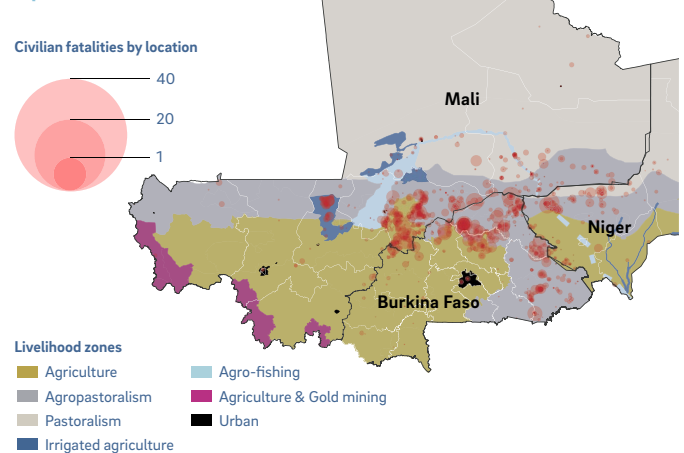 Civilian fatalities by location
40
20
1
Mali
Niger
Burkina Faso
Livelihood zones
Agriculture
Agropastoralism
Pastoralism
Irrigated agriculture
Agro-fishing
Agriculture & Gold mining
Urban